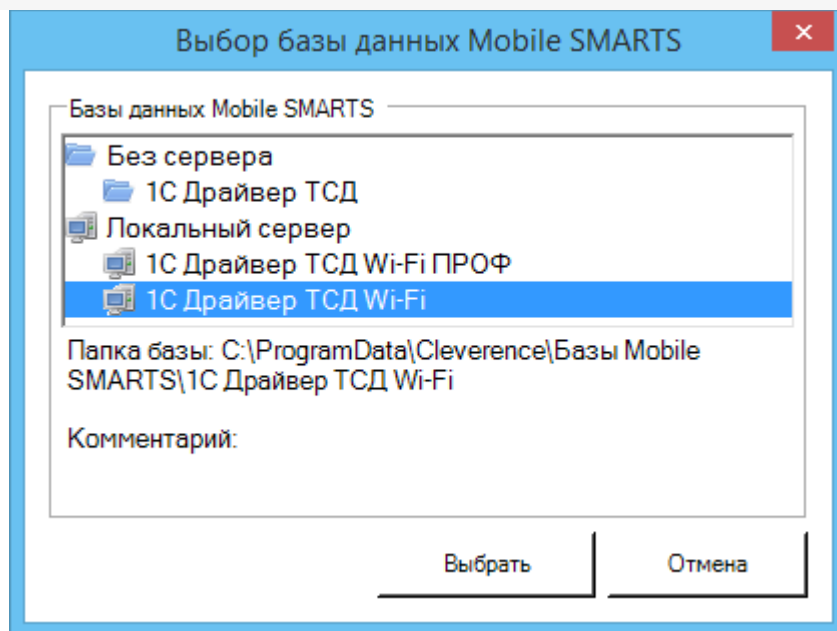 Выбор базы данных Mobile SMARTS
Базы данных Mobile SMARTS
Без сервера
1С Драйвер ТСД
Локальный сервер
1С Драйвер ТСД Wi-Fi ПРОФ
1С Драйвер ТСД Wi-Fi
Папка базы: C:\ProgramData\Cleverence\Базы Mobile
SMARTS\1С Драйвер ТСД Wi-Fi
Комментарий:
Выбрать
Отмена